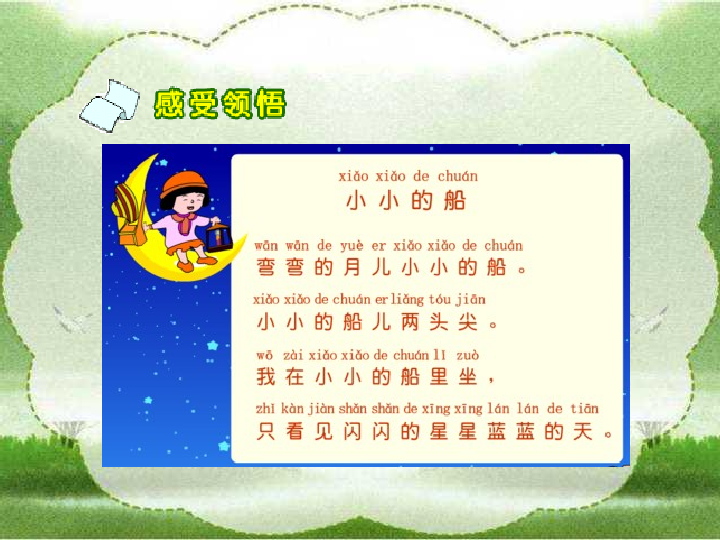 感受领悟
xiǎo xiǎo de chuán
小小的船
wān wān de yuè er xiǎo xiǎo de chuán
弯弯的月儿小小的船。
xiǎo xiǎo de chuán er liǎng tóu jiān
小小的船儿两头尖。
wǒ zài xiǎo xiǎo de chuán lǐ zuò
我在小小的船里坐，
zhǐ kàn jiàn shǎn shǎn de xīng xīng lán lán de tiān
只看见闪闪的星星蓝蓝的天。